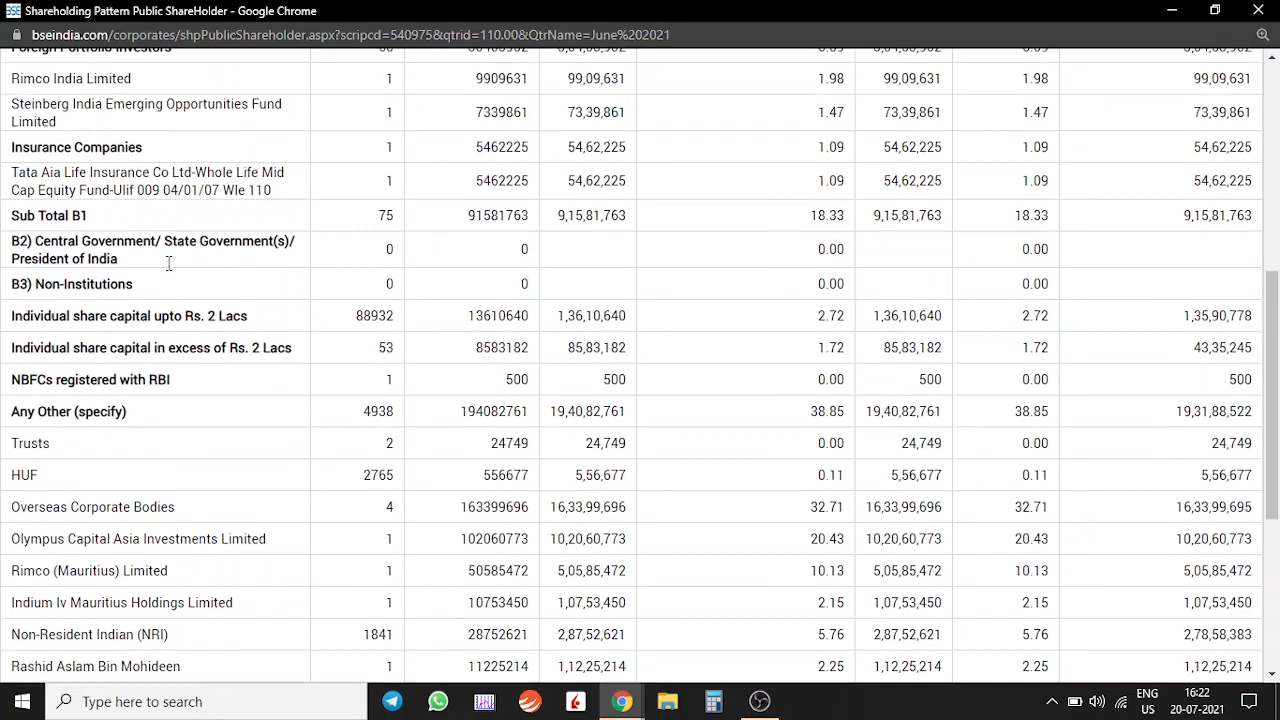 Shareholding Pattern Public ShareHolder - Google Chrome
bseindia.com/corporates/shpPublicShareholder.aspx?scripcd=540975&qtrid=110.00&QtrName=June%202021
Foreign Portfolio Investors
Rimco India Limited 1 9909631 99,09,631 1.98 99,09,631 1.98 99,09,631
Steinberg India Emerging Opportunities Fund
Limited 1 7339861 73,39,861 1.47 73,39,861 1.47 73,39,861
Insurance Companies 1 5462225 54,62,225 1.09 54,62,225 1.09 54,62,225
Tata Aia Life Insurance Co Ltd-Whole Life Mid
Cap Equity Fund-Ulif 009 04/01/07 Wle 110 1 5462225 54,62,225 1.09 54,62,225 1.09 54,62,225
Sub Total B1 75 91581763 9,15,81,763 18.33 9,15,81,763 18.33 9,15,81,763
B2) Central Government/ State Government(s)/
President of India 0 0 0.00 0.00
B3) Non-Institutions 0 0 0.00 0.00
Individual share capital upto Rs. 2 Lacs 88932 13610640 1,36,10,640 2.72 1,36,10,640 2.72 1,35,90,778
Individual share capital in excess of Rs. 2 Lacs 53 8583182 85,83,182 1.72 85,83,182 1.72 43,35,245
NBFCs registered with RBI 1 500 500 0.00 500 0.00 500
Any Other (specify) 4938 194082761 19,40,82,761 38.85 19,40,82,761 38.85 19,31,88,522
Trusts 2 24749 24,749 0.00 24,749 0.00 24,749
HUF 2765 556677 5,56,677 0.11 5,56,677 0.11 5,56,677
Overseas Corporate Bodies 4 163399696 16,33,99,696 32.71 16,33,99,696 32.71 16,33,99,695
Olympus Capital Asia Investments Limited 1 102060773 10,20,60,773 20.43 10,20,60,773 20.43 10,20,60,773
Rimco (Mauritius) Limited 1 50585472 5,05,85,472 10.13 5,05,85,472 10.13 5,05,85,472
Indium Iv Mauritius Holdings Limited 1 10753450 1,07,53,450 2.15 1,07,53,450 2.15 1,07,53,450
Non-Resident Indian (NRI) 1841 28752621 2,87,52,621 5.76 2,87,52,621 5.76 2,78,58,383
Rashid Aslam Bin Mohideen 1 11225214 1,12,25,214 2.25 1,12,25,214 2.25 1,12,25,214
Type here to search
ENG
US
16:22
20-07-2021